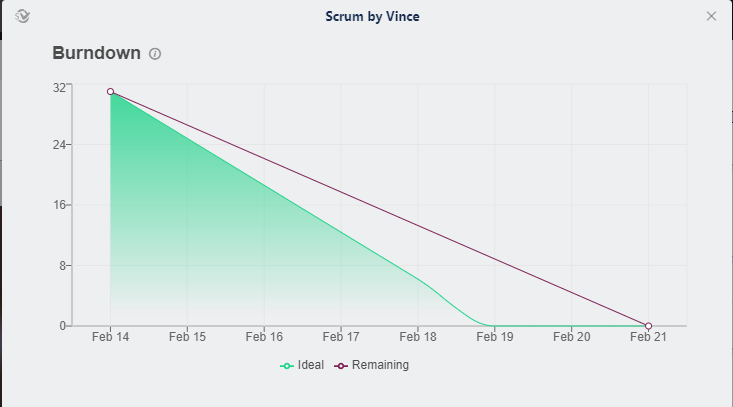 Scrum by Vince
Burndown
32
24
16
8
0
Feb 14 Feb 15 Feb 16 Feb 17 Feb 18 Feb 19 Feb 20 Feb 21
Ideal Remaining